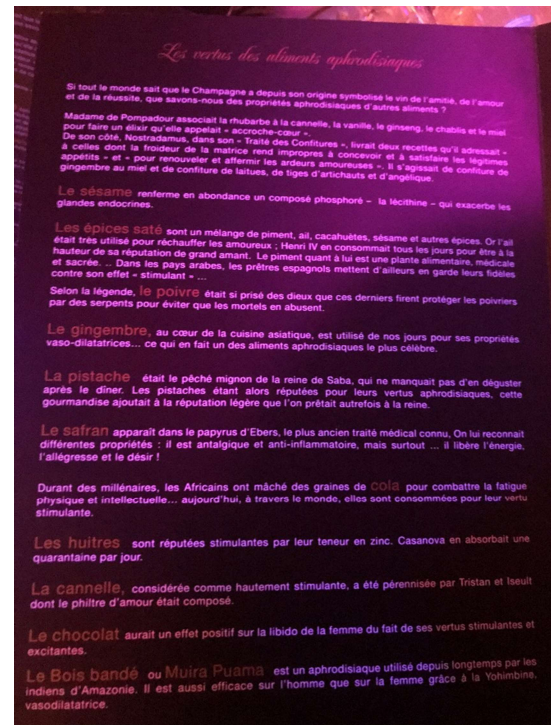 Les vertus des aliments aphrodisiaques
Si tout le monde sait que le Champagne a depuis son origine symbolisé le vin de l'amitié, de l'amour
et de la réussite, que savons-nous des propriétés aphrodisiaques d'autres aliments ?
Madame de Pompadour associait la rhubarbe à la cannelle, la vanille, le ginseng, le chablis et le miel
pour faire un élixir qu'elle appelait « accroche-cœur ».
De son côté, Nostradamus, dans son « Traité des Confitures », livrait deux recettes qu'il adressait «
à celles dont la froideur de la matrice rend impropres à concevoir et à satisfaire les légitimes
appétits » et « pour renouveler et affermir les ardeurs amoureuses ». Il s'agissait de confiture de
gingembre au miel et de confiture de laitues, de tiges d'artichauts et d'angélique.
Le sésame renferme en abondance un composé phosphoré – la lécithine – qui exacerbe les
glandes endocrines.
Les épices saté sont un mélange de piment, ail, cacahuètes, sésame et autres épices. Or l'ail
était très utilisé pour réchauffer les amoureux ; Henri IV en consommait tous les jours pour être à la
hauteur de sa réputation de grand amant. Le piment quant à lui est une plante alimentaire, médicale
et sacrée. .. Dans les pays arabes, les prêtres espagnols mettent d'ailleurs en garde leurs fidèles
contre son effet « stimulant » ...
Selon la légende, le poivre était si prisé des dieux que ces derniers firent protéger les poivriers
par des serpents pour éviter que les mortels en abusent.
Le gingembre, au cœur de la cuisine asiatique, est utilisé de nos jours pour ses propriétés
vaso-dilatatrices... ce qui en fait un des aliments aphrodisiaques le plus célèbre.
La pistache était le pêché mignon de la reine de Saba, qui ne manquait pas d'en déguster
après le dîner. Les pistaches étant alors réputées pour leurs vertus aphrodisiaques, cette
gourmandise ajoutait à la réputation légère que l'on prêtait autrefois à la reine.
Le safran apparaît dans le papyrus d'Ebers, le plus ancien traité médical connu, On lui reconnait
différentes propriétés : il est antalgique et anti-inflammatoire, mais surtout ... il libère l'énergie,
l'allégresse et le désir !
Durant des millénaires, les Africains ont mâché des graines de cola pour combattre la fatigue
physique et intellectuelle... aujourd'hui, à travers le monde, elles sont consommées pour leur vertu
stimulante.
Les huitres sont réputées stimulantes par leur teneur en zinc. Casanova en absorbait une
quarantaine par jour.
La cannelle, considérée comme hautement stimulante, a été pérennisée par Tristan et Iseult
dont le philtre d'amour était composé.
Le chocolat aurait un effet positif sur la libido de la femme du fait de ses vertus stimulantes et
excitantes.
Le Bois bandé ou Muira Puama est un aphrodisiaque utilisé depuis longtemps par les
indiens d'Amazonie. Il est aussi efficace sur l'homme que sur la femme grâce à la Yohimbine,
vasodilatatrice.